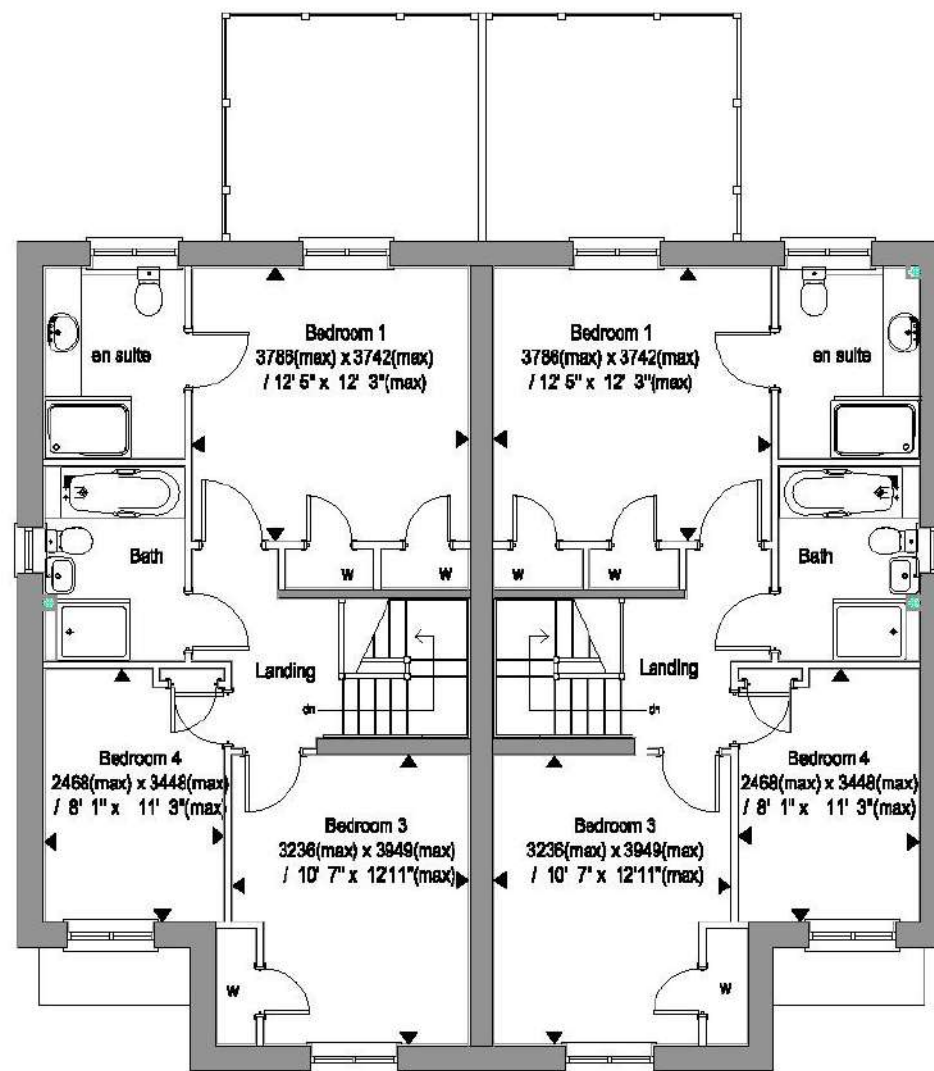 Bedroom 1
3786(max) x 3742(max)
/ 12' 5" x 12' 3"(max)
Bedroom 1
3786(max) x 3742(max)
/ 12' 5" x 12' 3"(max)
en suite
en suite
Bath
Bath
W
W
W
W
Landing
Landing
dn
dn
Bedroom 4
2468(max) x 3448(max)
/ 8' 1" x 11' 3"(max)
Bedroom 4
2468(max) x 3448(max)
/ 8' 1" x 11' 3"(max)
Bedroom 3
3236(max) x 3949(max)
/ 10' 7" x 12'11"(max)
Bedroom 3
3236(max) x 3949(max)
/ 10' 7" x 12'11"(max)
W
W